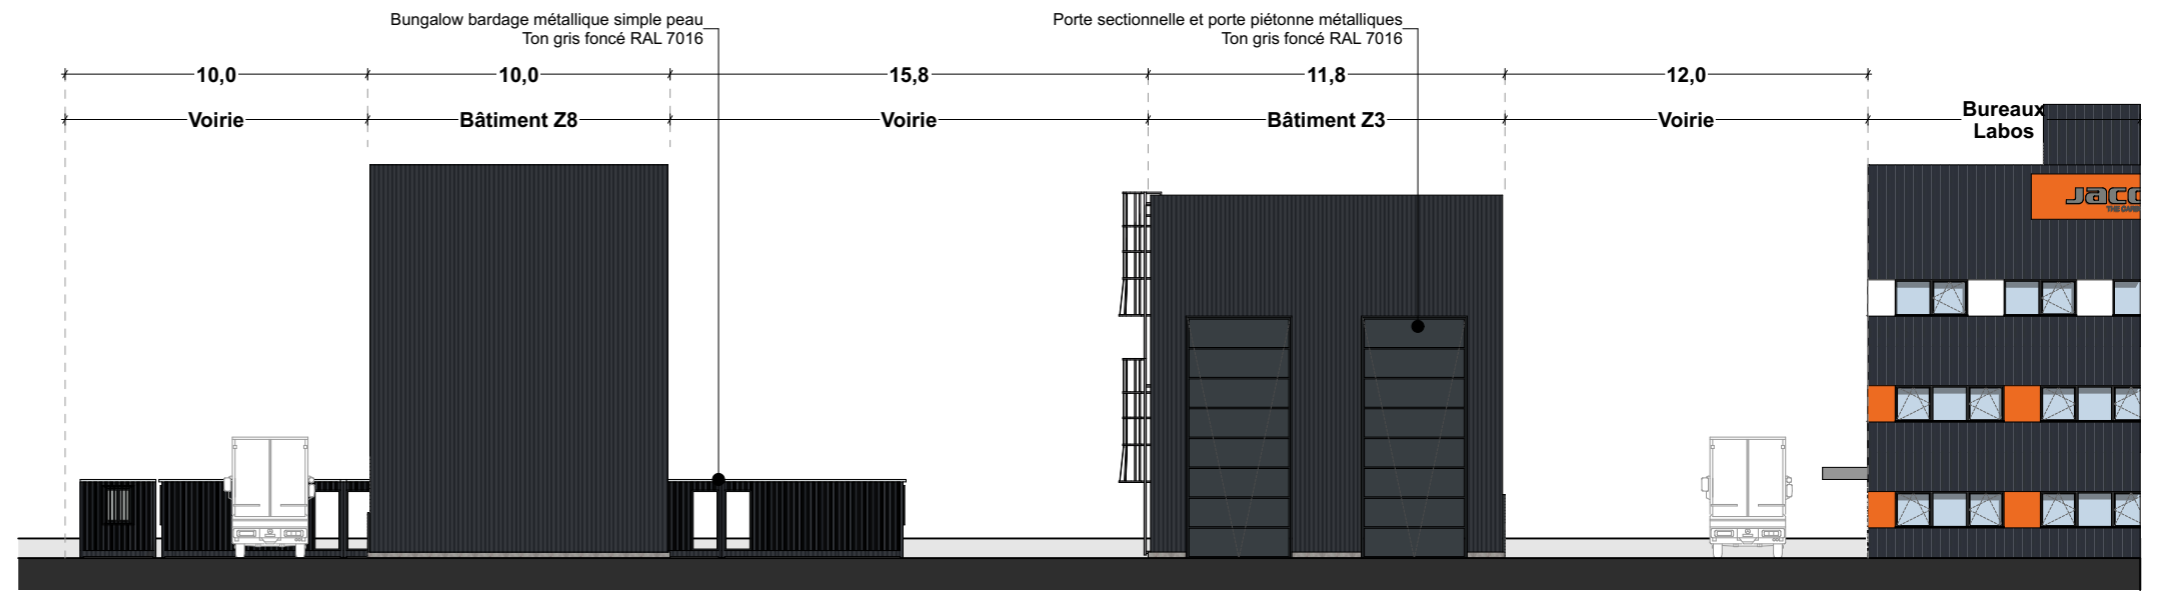 Bungalow bardage métallique simple peau
Ton gris foncé RAL 7016
Porte sectionnelle et porte piétonne métalliques
Ton gris foncé RAL 7016
10,0
10,0
15,8
11,8
12,0
Voirie
Bâtiment Z8
Voirie
Bâtiment Z3
Voirie
Bureaux
Labos
Jacc
THE